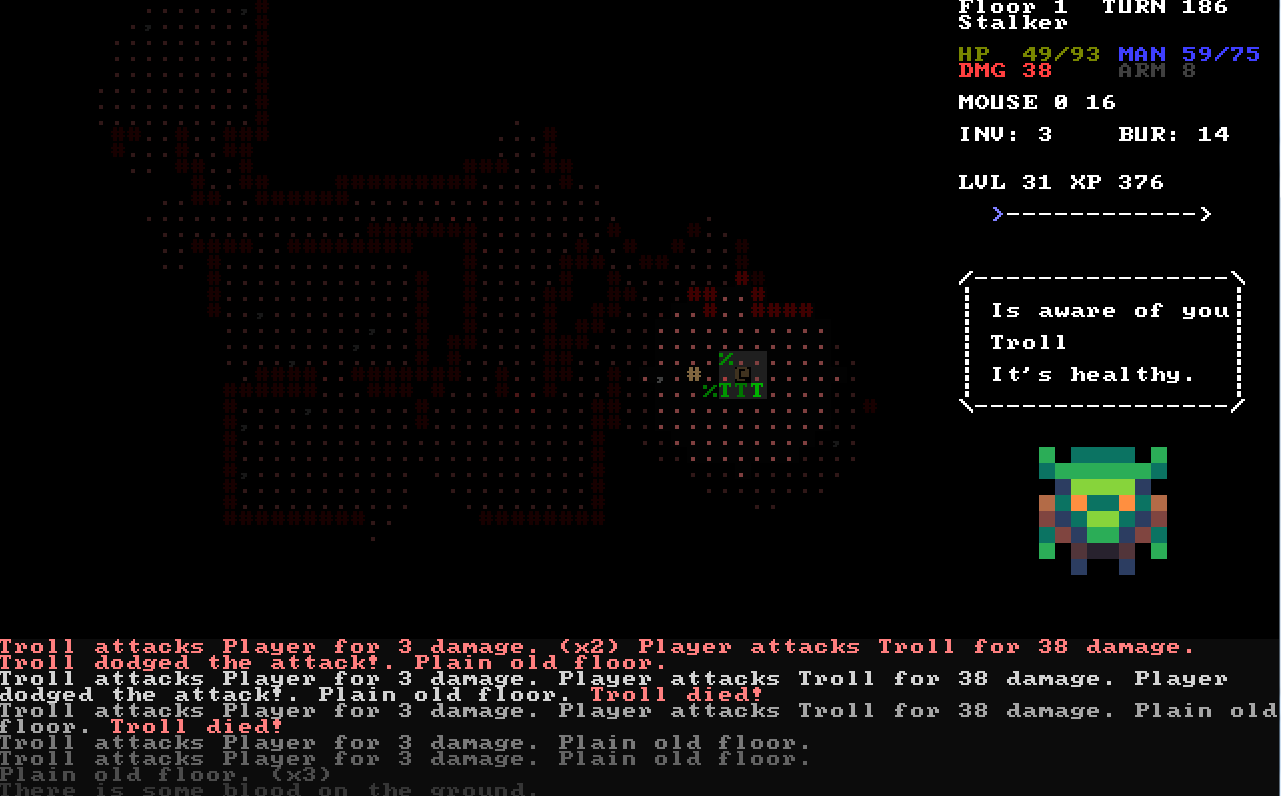 Floor 1 TURN 186
Stalker
HP 49/93 MAN 59/75
DMG 38 ARM 8
MOUSE 0 16
INV: 3 BUR: 14
LVL 31 XP 376
>------------>
Is aware of you
Troll
It's healthy.
%
# C
%TTT
Troll attacks Player for 3 damage. (x2) Player attacks Troll for 38 damage.
Troll dodged the attack!. Plain old floor.
Troll attacks Player for 3 damage. Player attacks Troll for 38 damage. Player
dodged the attack!. Plain old floor. Troll died!
Troll attacks Player for 3 damage. Player attacks Troll for 38 damage. Plain old
floor. Troll died!
Troll attacks Player for 3 damage. Plain old floor.
Troll attacks Player for 3 damage. Plain old floor.
Plain old floor. (x3)
There is some blood on the ground.